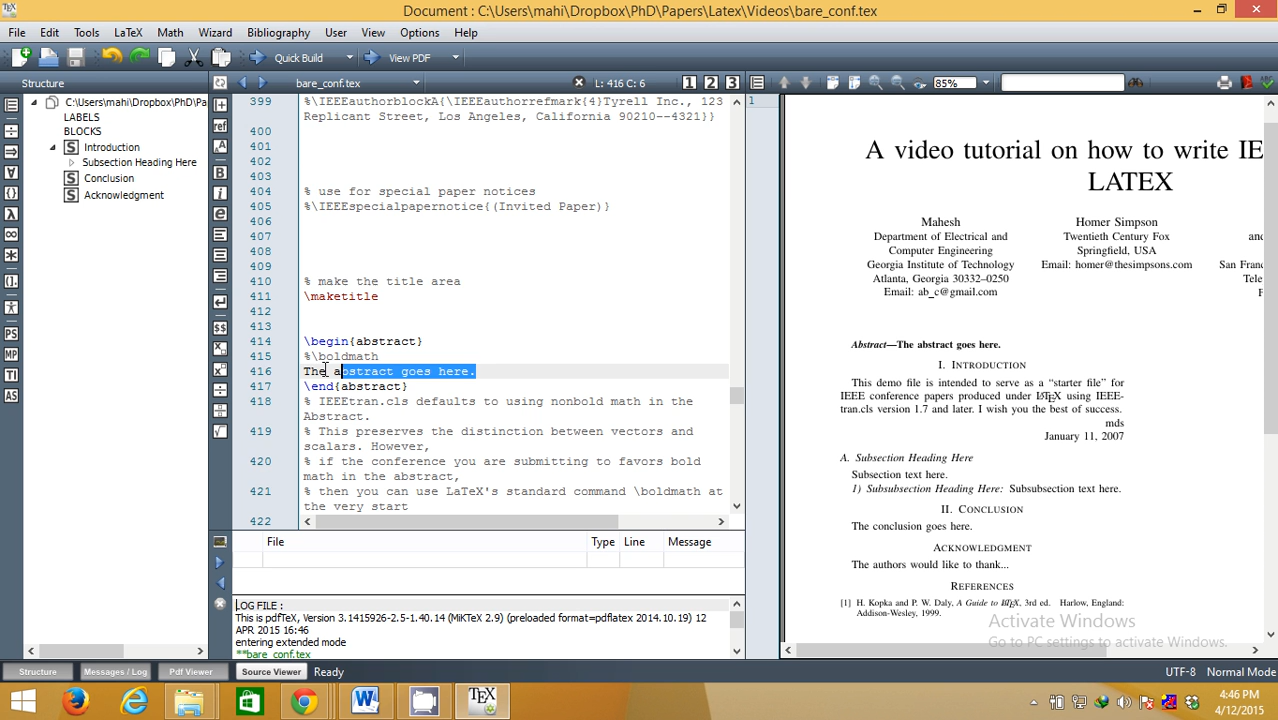 Document : C:\Users\mahi\Dropbox\PhD\Papers\Latex\Videos\bare_conf.tex
File Edit Tools LaTeX Math Wizard Bibliography User View Options Help
Quick Build View PDF
Structure bare_conf.tex L: 416 C: 6 1 2 3 85%
C:\Users\mahi\Dropbox\PhD\Pa
LABELS
BLOCKS
Introduction
Subsection Heading Here
Conclusion
Acknowledgment
399 %\IEEEauthorblockA{\IEEEauthorrefmark{4}Tyrell Inc., 123
Replicant Street, Los Angeles, California 90210--4321}}
400
401
402
403
404 % use for special paper notices
405 %\IEEEspecialpapernotice{(Invited Paper)}
406
407
408
409
410 % make the title area
411 \maketitle
412
413
414 \begin{abstract}
415 %\boldmath
416 The abstract goes here.
417 \end{abstract}
418 % IEEEtran.cls defaults to using nonbold math in the
Abstract.
419 % This preserves the distinction between vectors and
scalars. However,
420 % if the conference you are submitting to favors bold
math in the abstract,
421 % then you can use LaTeX's standard command \boldmath at
the very start
422
File Type Line Message
LOG FILE :
This is pdfTeX, Version 3.1415926-2.5-1.40.14 (MiKTeX 2.9) (preloaded format=pdflatex 2014.10.19) 12
APR 2015 16:46
entering extended mode
**bare_conf.tex
1
A video tutorial on how to write IE
LATEX
Mahesh
Department of Electrical and
Computer Engineering
Georgia Institute of Technology
Atlanta, Georgia 30332–0250
Email: ab_c@gmail.com
Homer Simpson
Twentieth Century Fox
Springfield, USA
Email: homer@thesimpsons.com
an
San Franc
Tele
F
Abstract—The abstract goes here.
I. INTRODUCTION
This demo file is intended to serve as a “starter file” for
IEEE conference papers produced under LATEX using IEEE-
tran.cls version 1.7 and later. I wish you the best of success.
mds
January 11, 2007
A. Subsection Heading Here
Subsection text here.
1) Subsubsection Heading Here: Subsubsection text here.
II. CONCLUSION
The conclusion goes here.
ACKNOWLEDGMENT
The authors would like to thank...
REFERENCES
[1] H. Kopka and P. W. Daly, A Guide to LATEX, 3rd ed. Harlow, England:
Addison-Wesley, 1999.
Activate Windows
Go to PC settings to activate Windows.
Structure Messages / Log Pdf Viewer Source Viewer Ready UTF-8 Normal Mode
4:46 PM
4/12/2015